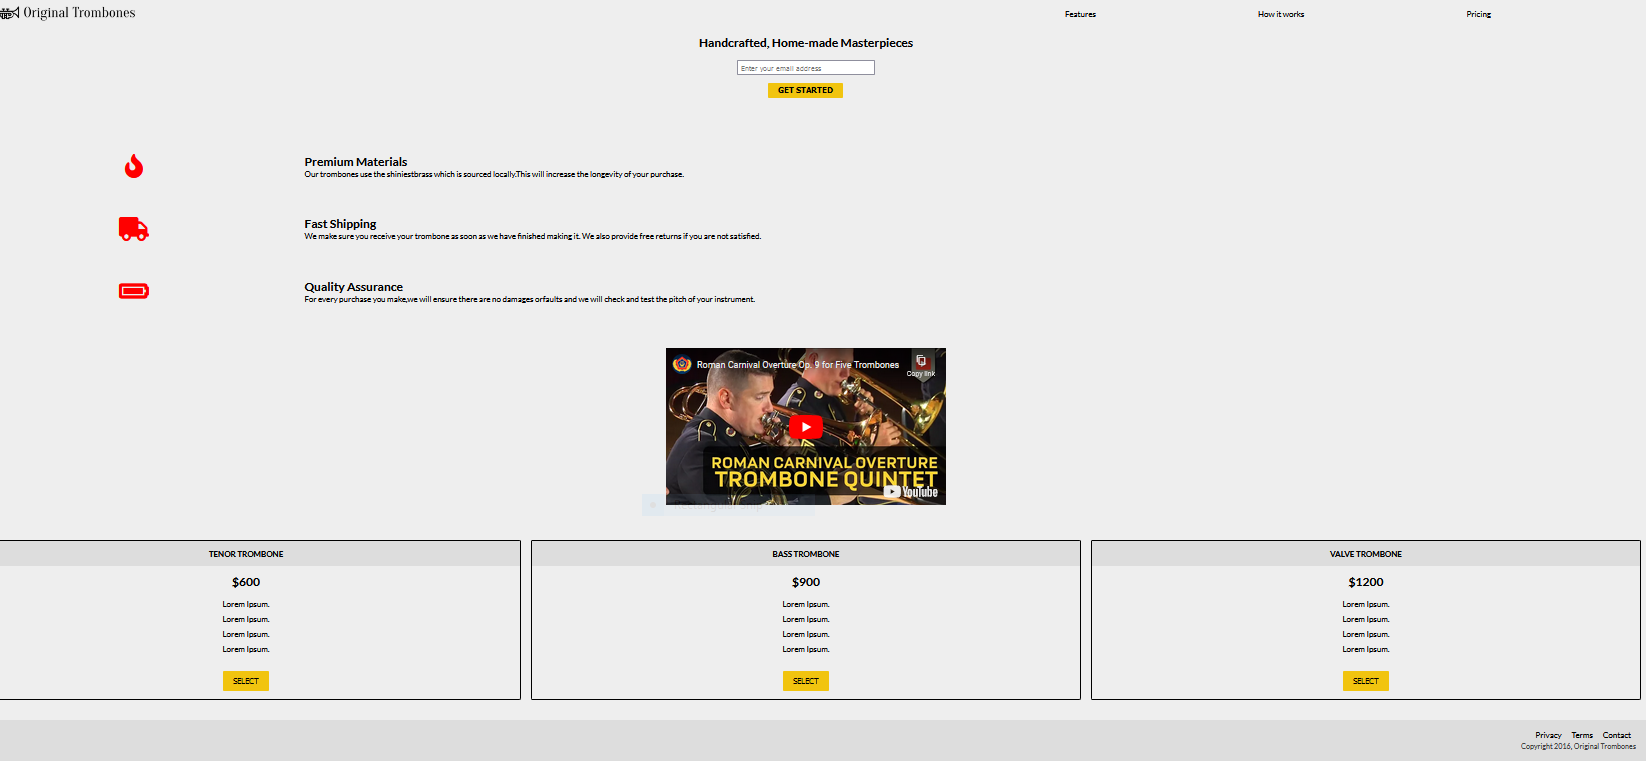 Original Trombones
Features
How it works
Pricing
Handcrafted, Home-made Masterpieces
Enter your email address
GET STARTED
Premium Materials
Our trombones use the shiniestbrass which is sourced locally.This will increase the longevity of your purchase.
Fast Shipping
We make sure you receive your trombone as soon as we have finished making it. We also provide free returns if you are not satisfied.
Quality Assurance
For every purchase you make,we will ensure there are no damages orfaults and we will check and test the pitch of your instrument.
Roman Carnival Overture Op. 9 for Five Trombones
Copy link
ROMAN CARNIVAL OVERTURE
TROMBONE QUINTET
YouTube
TENOR TROMBONE
$600
Lorem Ipsum.
Lorem Ipsum.
Lorem Ipsum.
Lorem Ipsum.
SELECT
BASS TROMBONE
$900
Lorem Ipsum.
Lorem Ipsum.
Lorem Ipsum.
Lorem Ipsum.
SELECT
VALVE TROMBONE
$1200
Lorem Ipsum.
Lorem Ipsum.
Lorem Ipsum.
Lorem Ipsum.
SELECT
Privacy Terms Contact
Copyright 2016, Original Trombones